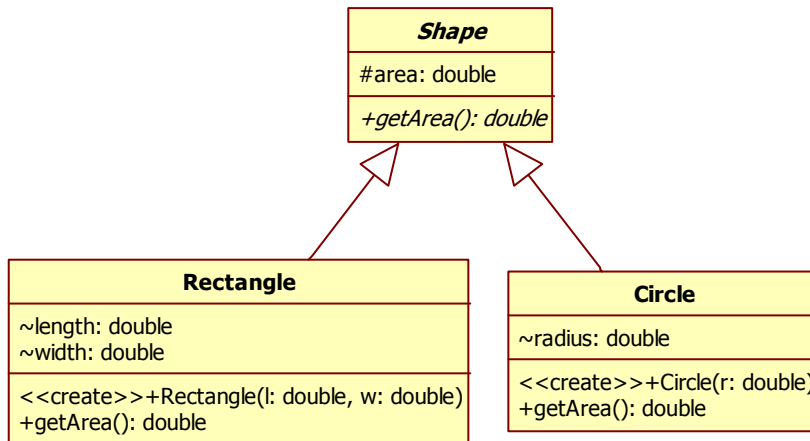 Shape
#area: double
+getArea(): double
Rectangle
~length: double
~width: double
<<create>>+Rectangle(l: double, w: double)
+getArea(): double
Circle
~radius: double
<<create>>+Circle(r: double)
+getArea(): double